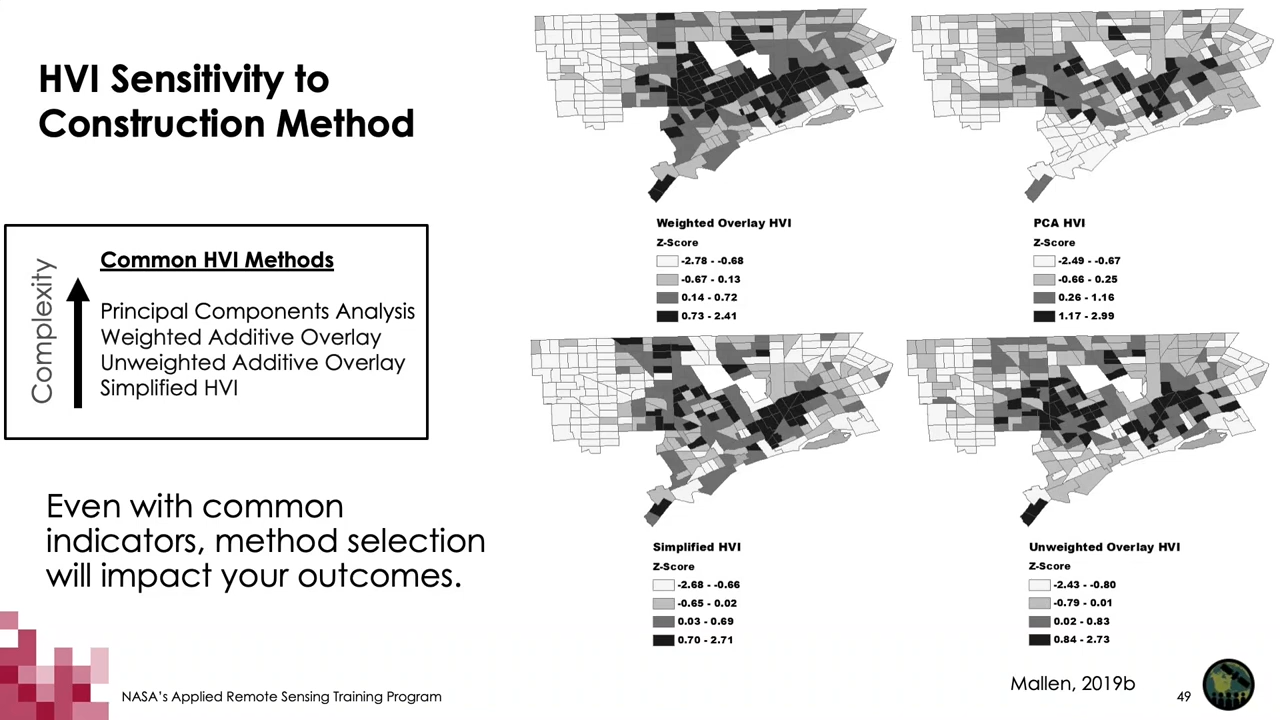 HVI Sensitivity to
Construction Method
Complexity
Common HVI Methods
Principal Components Analysis
Weighted Additive Overlay
Unweighted Additive Overlay
Simplified HVI
Even with common
indicators, method selection
will impact your outcomes.
Weighted Overlay HVI
Z-Score
-2.78 - -0.68
-0.67 - 0.13
0.14 - 0.72
0.73 - 2.41
PCA HVI
Z-Score
-2.49 - -0.67
-0.66 - 0.25
0.26 - 1.16
1.17 - 2.99
Simplified HVI
Z-Score
-2.68 - -0.66
-0.65 - 0.02
0.03 - 0.69
0.70 - 2.71
Unweighted Overlay HVI
Z-Score
-2.43 - -0.80
-0.79 - 0.01
0.02 - 0.83
0.84 - 2.73
Mallen, 2019b
NASA's Applied Remote Sensing Training Program
49